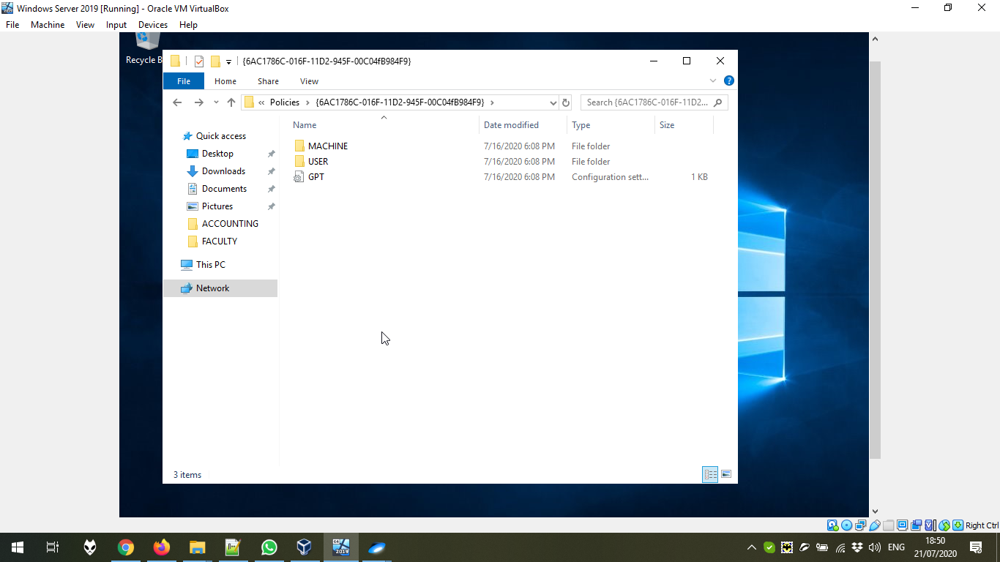 Windows Server 2019 [Running] - Oracle VM VirtualBox
File Machine View Input Devices Help
Recycle B
{6AC1786C-016F-11D2-945F-00C04fB984F9}
File Home Share View
« Policies > {6AC1786C-016F-11D2-945F-00C04fB984F9} >
Search {6AC1786C-016F-11D2...
Name Date modified Type Size
Quick access
Desktop
Downloads
Documents
Pictures
ACCOUNTING
FACULTY
This PC
Network
MACHINE 7/16/2020 6:08 PM File folder
USER 7/16/2020 6:08 PM File folder
GPT 7/16/2020 6:08 PM Configuration sett... 1 KB
3 items
Right Ctrl
2019
ENG
18:50
21/07/2020